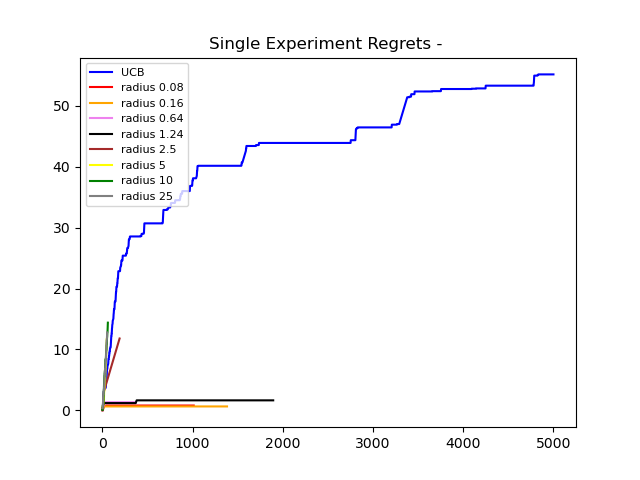 Single Experiment Regrets -
UCB
radius 0.08
radius 0.16
radius 0.64
radius 1.24
radius 2.5
radius 5
radius 10
radius 25
50
40
30
20
10
0
0 1000 2000 3000 4000 5000